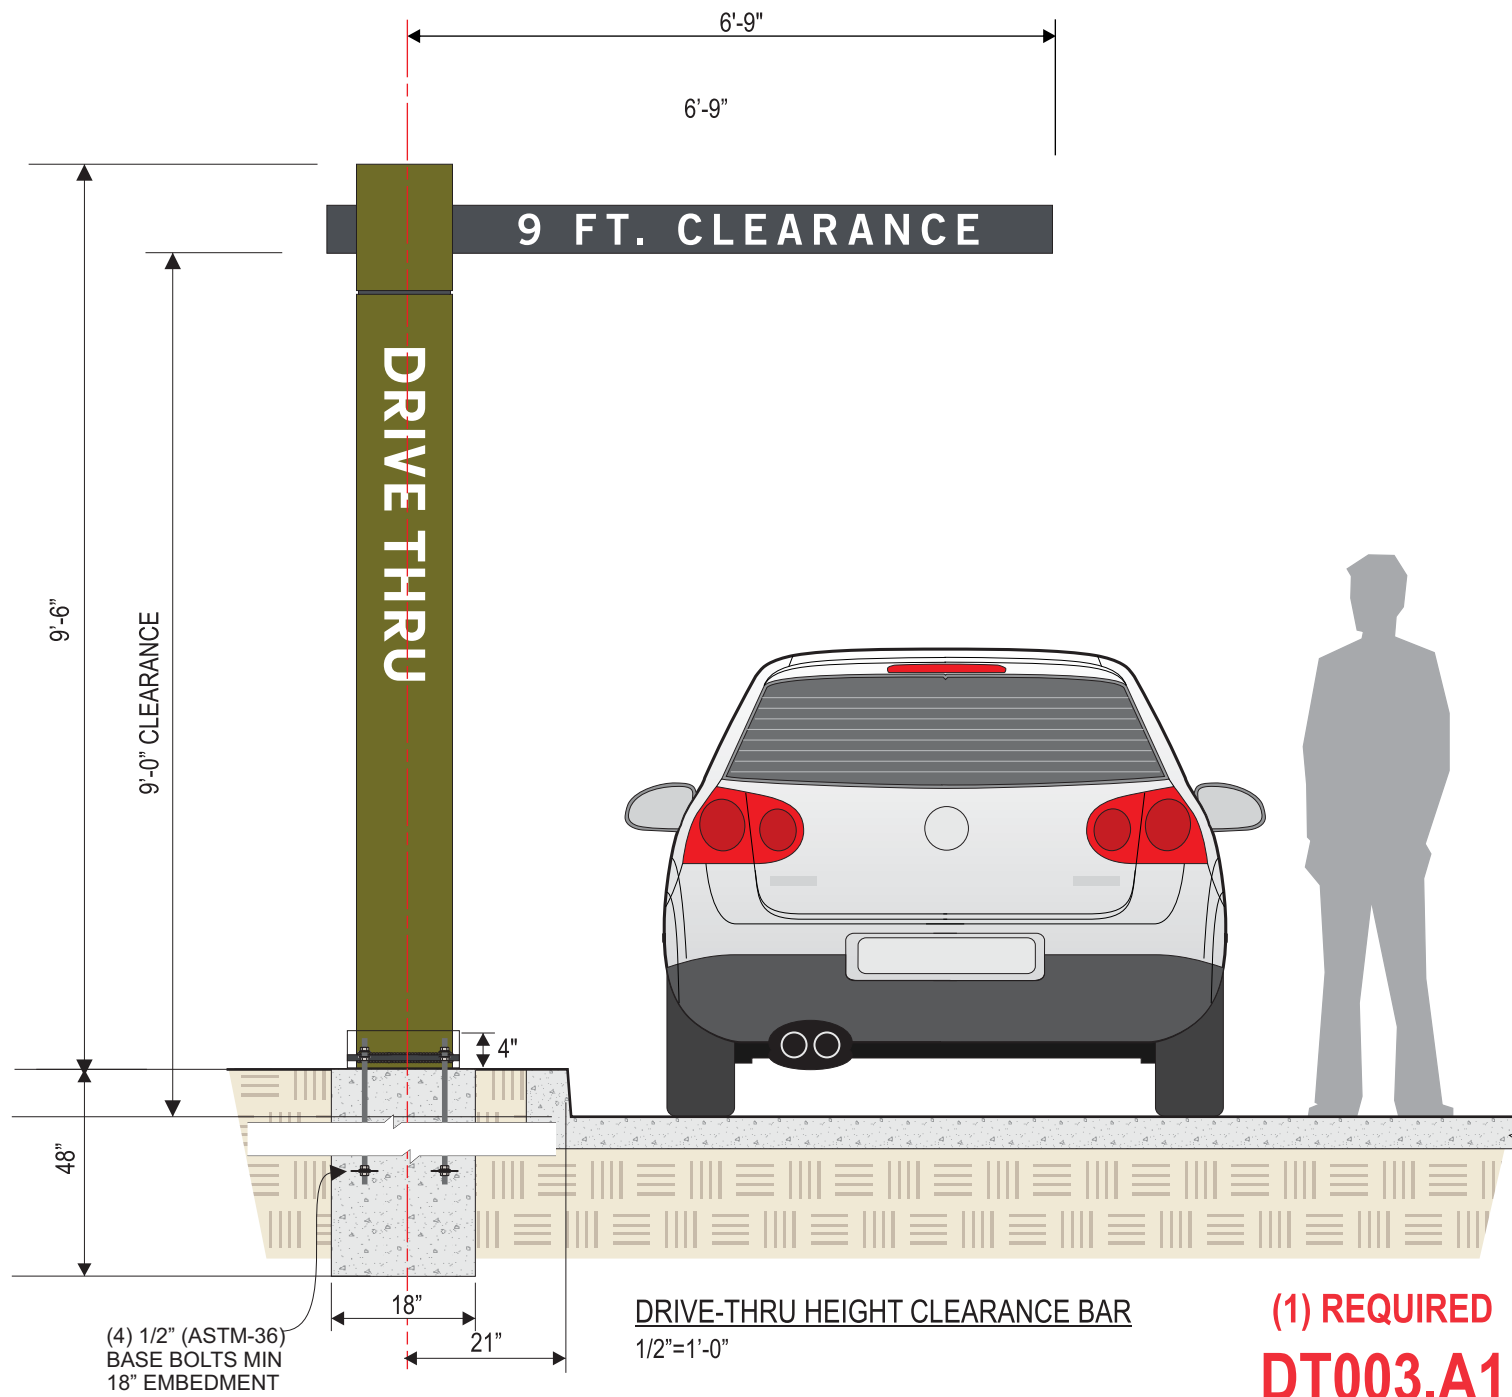 6'-9"
6’-9”
9 FT. CLEARANCE
DRIVE THRU
9’-6”
9’-0” CLEARANCE
4"
48”
18”
21”
(4) 1/2” (ASTM-36)
BASE BOLTS MIN
18” EMBEDMENT
DRIVE-THRU HEIGHT CLEARANCE BAR
1/2”=1’-0”
(1) REQUIRED
DT003.A1